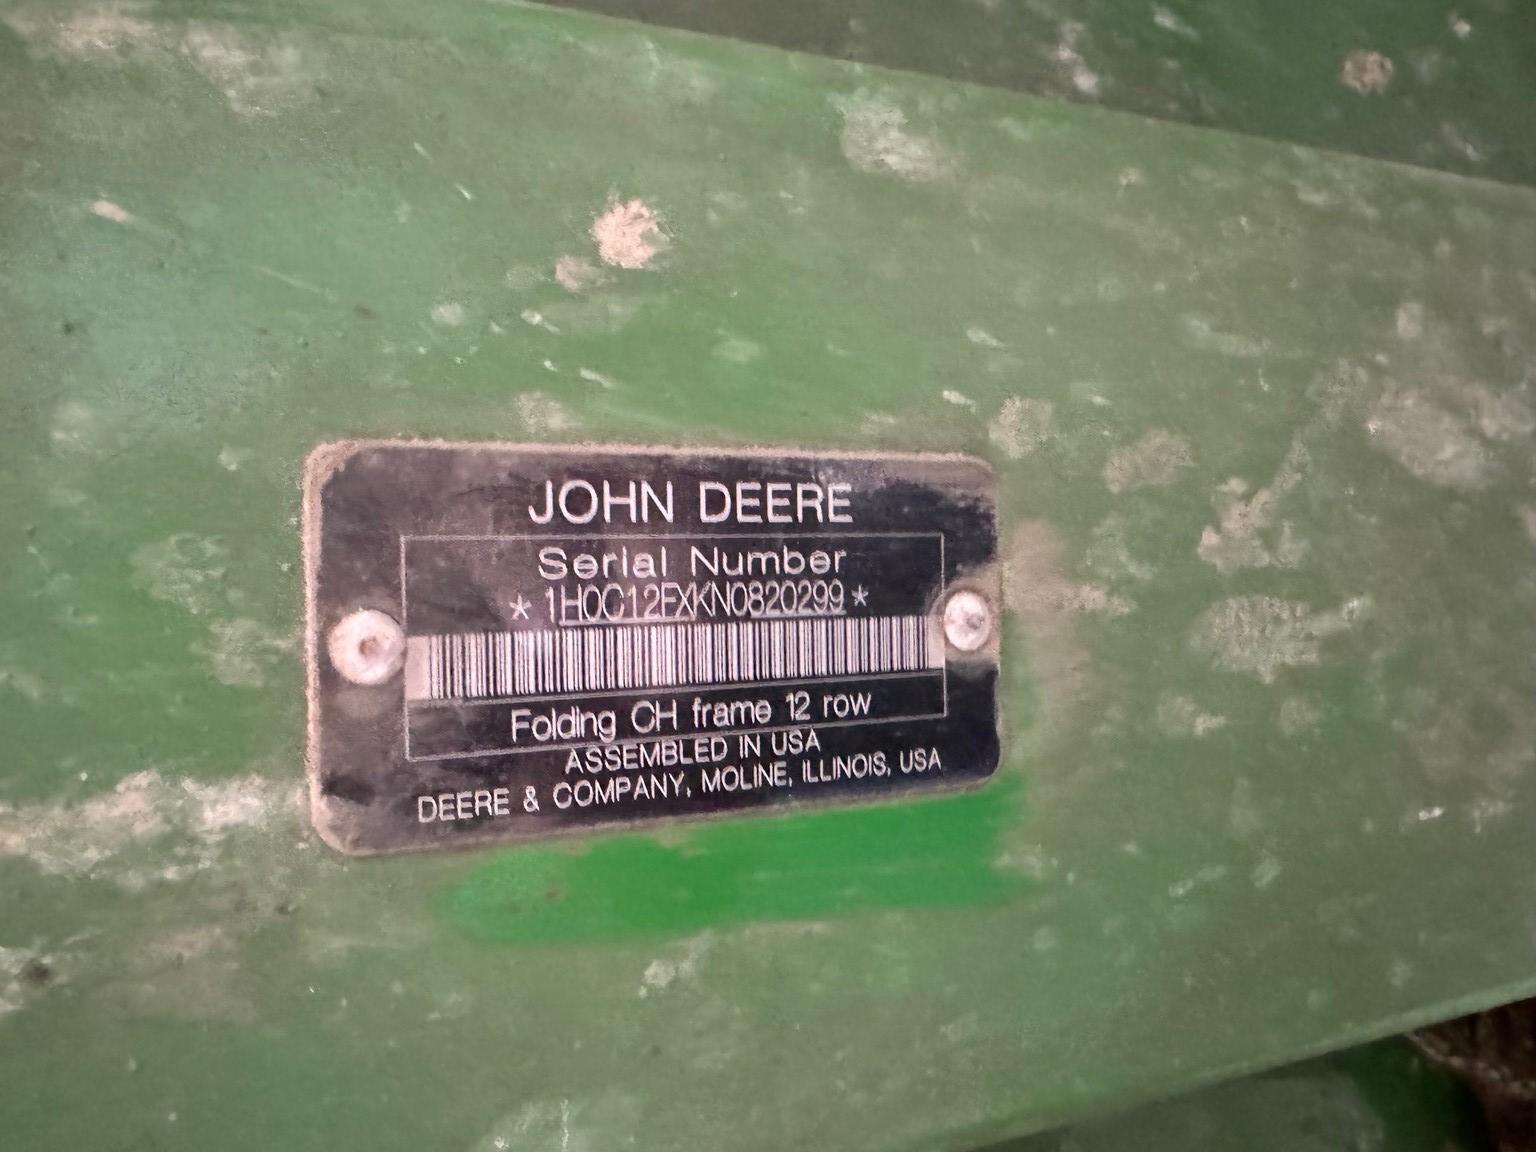 JOHN DEERE
Serial Number
* 1H0C12FXKN0820299 *
Folding CH frame 12 row
ASSEMBLED IN USA
DEERE & COMPANY, MOLINE, ILLINOIS, USA